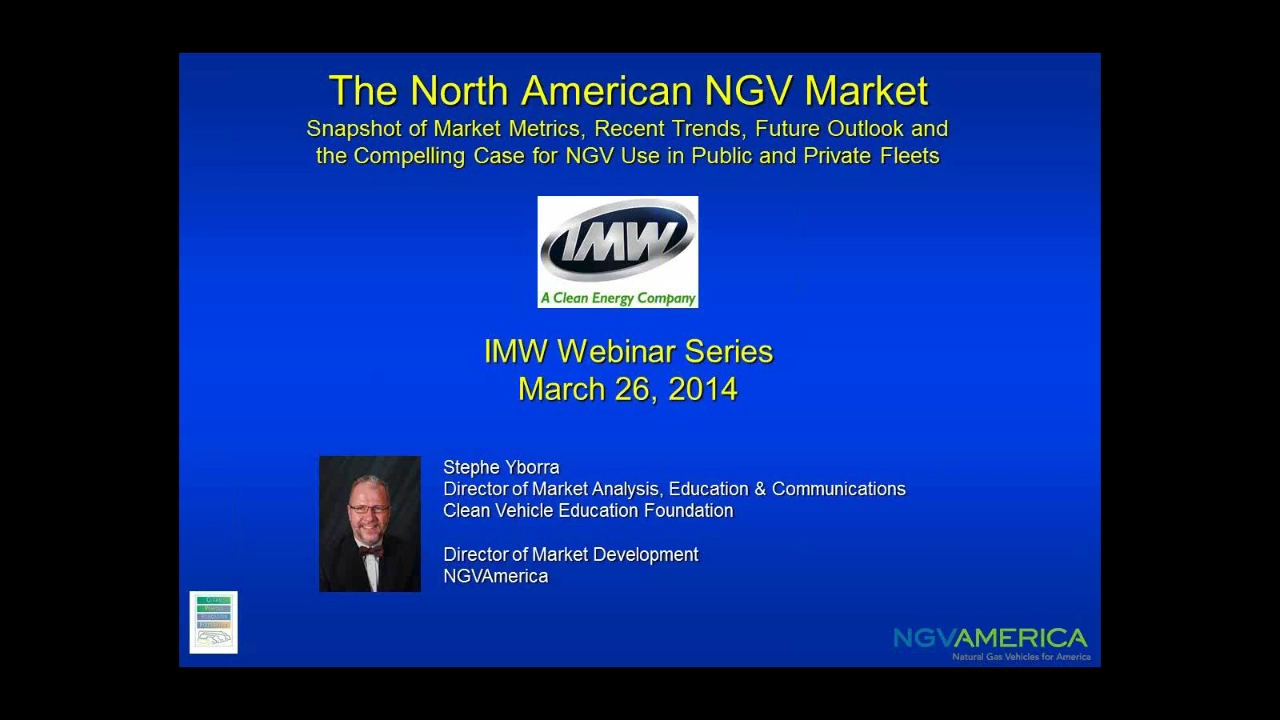 The North American NGV Market
Snapshot of Market Metrics, Recent Trends, Future Outlook and
the Compelling Case for NGV Use in Public and Private Fleets
IMW
A Clean Energy Company
IMW Webinar Series
March 26, 2014
Stephe Yborra
Director of Market Analysis, Education & Communications
Clean Vehicle Education Foundation
Director of Market Development
NGVAmerica
NGVAMERICA
Natural Gas Vehicles for America